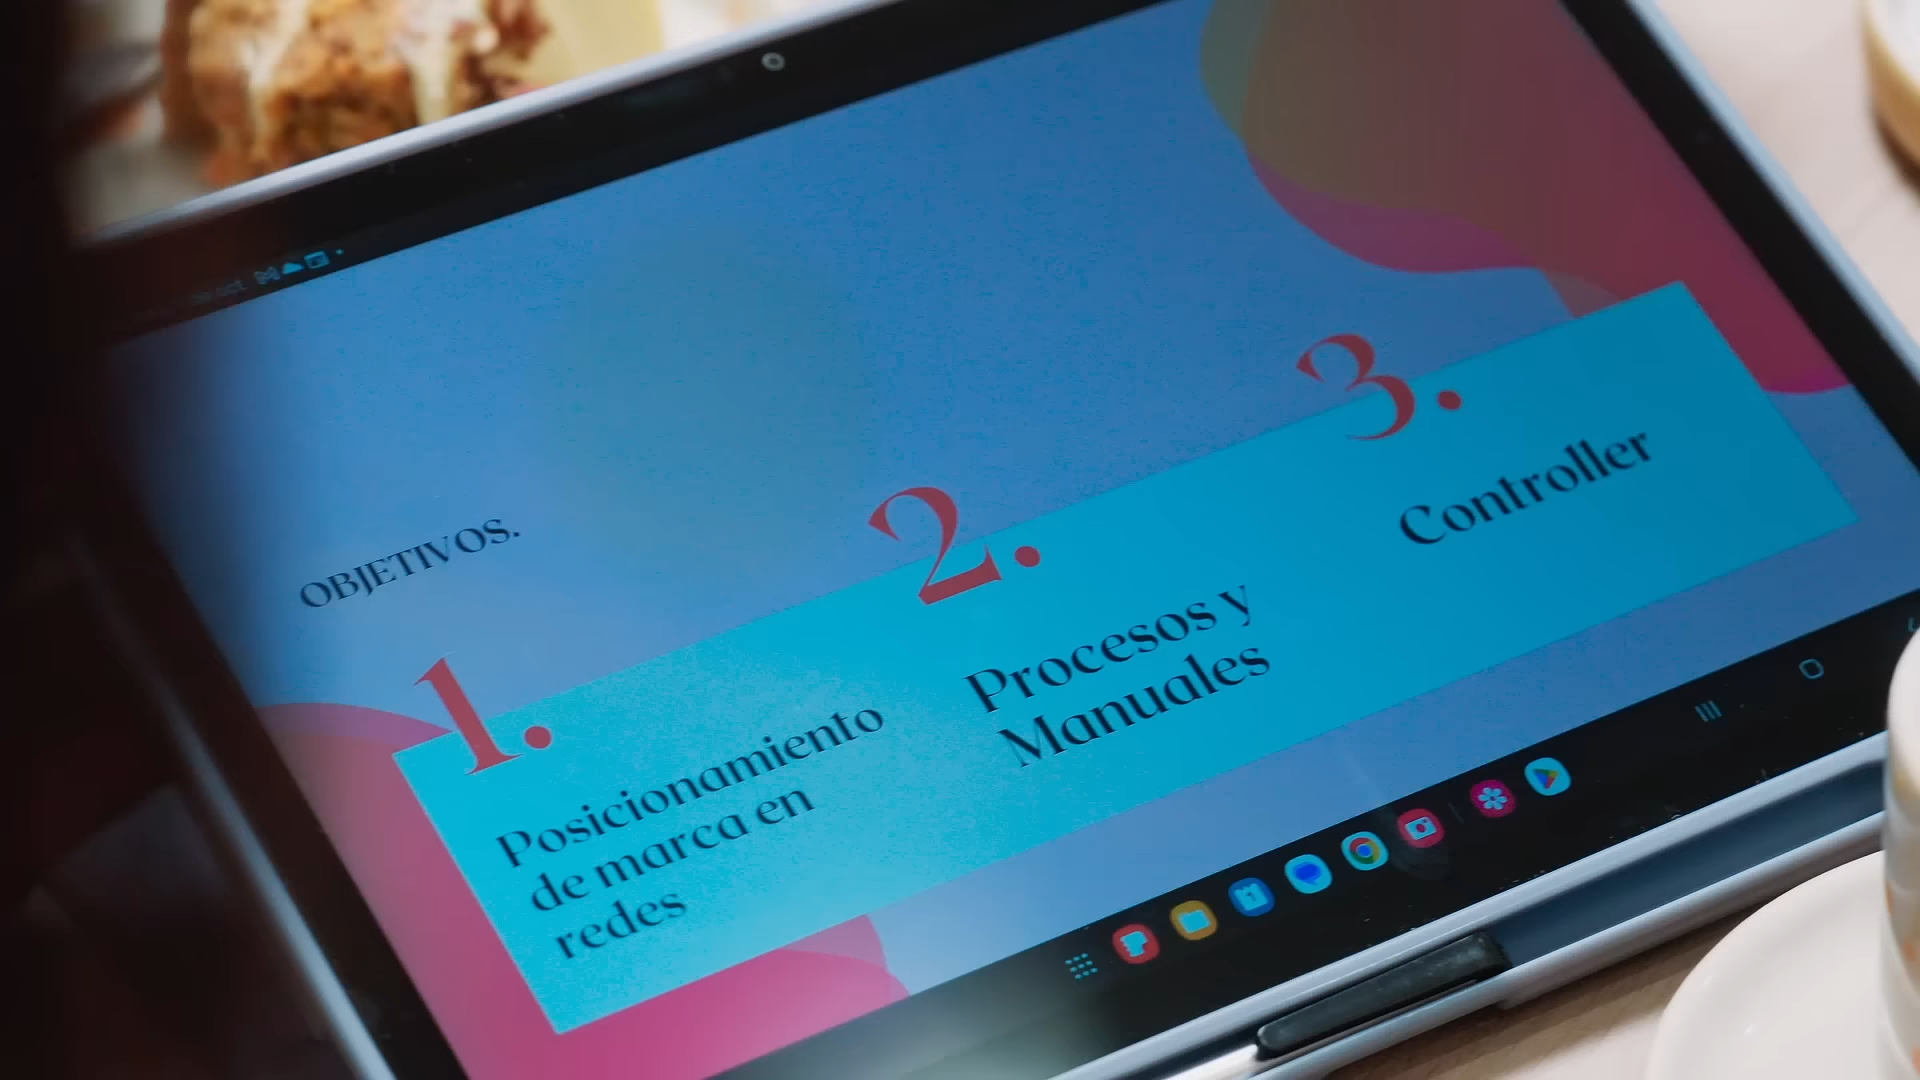 OBJETIVOS.
1.
Posicionamiento
de marca en
redes
2.
Procesos y
Manuales
3.
Controller